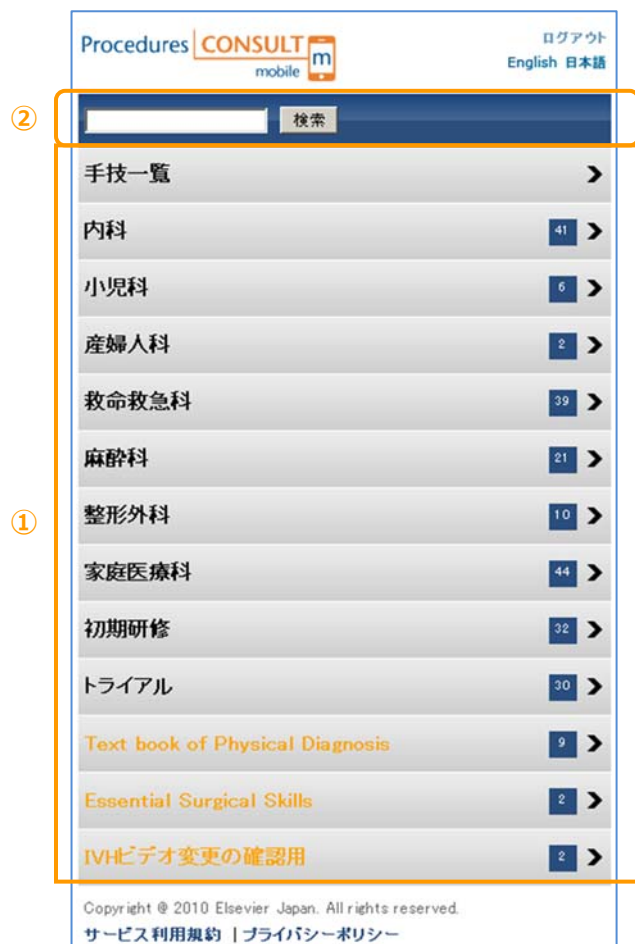 Procedures CONSULT m
mobile
ログアウト
English 日本語
② 検索
手技一覧
内科 41
小児科 6
産婦人科 2
救命救急科 39
麻酔科 21
① 整形外科 10
家庭医療科 44
初期研修 32
トライアル 30
Text book of Physical Diagnosis 9
Essential Surgical Skills 2
IVHビデオ変更の確認用 2
Copyright @ 2010 Elsevier Japan. All rights reserved.
サービス利用規約 | プライバシーポリシー